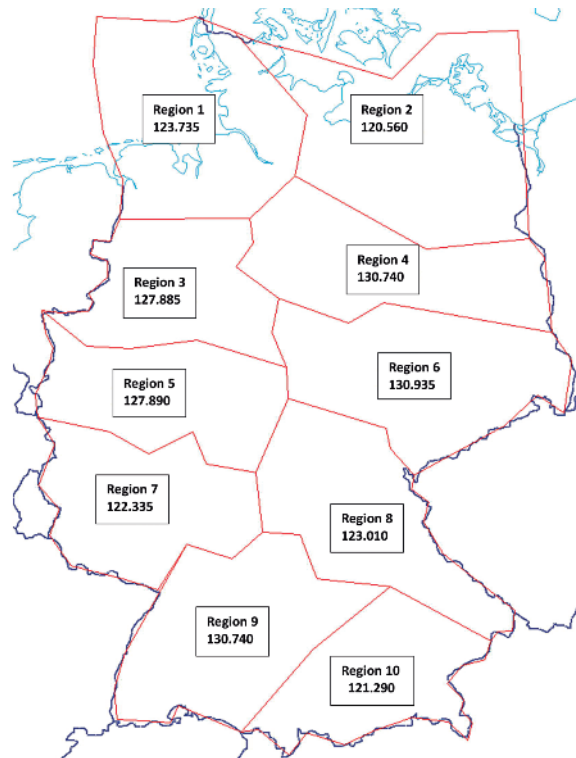 Region 1
123.735
Region 2
120.560
Region 3
127.885
Region 4
130.740
Region 5
127.890
Region 6
130.935
Region 7
122.335
Region 8
123.010
Region 9
130.740
Region 10
121.290